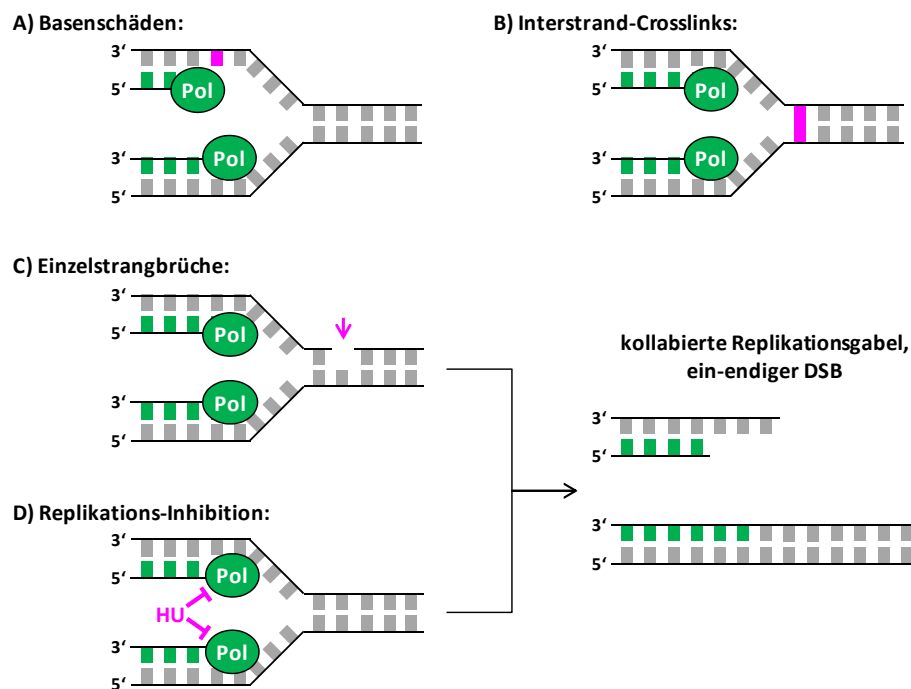 A) Basenschäden:
3‘
5‘
Pol
Pol
3‘
5‘
B) Interstrand-Crosslinks:
3‘
5‘
Pol
Pol
3‘
5‘
C) Einzelstrangbrüche:
3‘
5‘
Pol
Pol
3‘
5‘
kollabierte Replikationsgabel,
ein-endiger DSB
3‘
5‘
3‘
5‘
D) Replikations-Inhibition:
3‘
5‘
Pol
HU
Pol
3‘
5‘